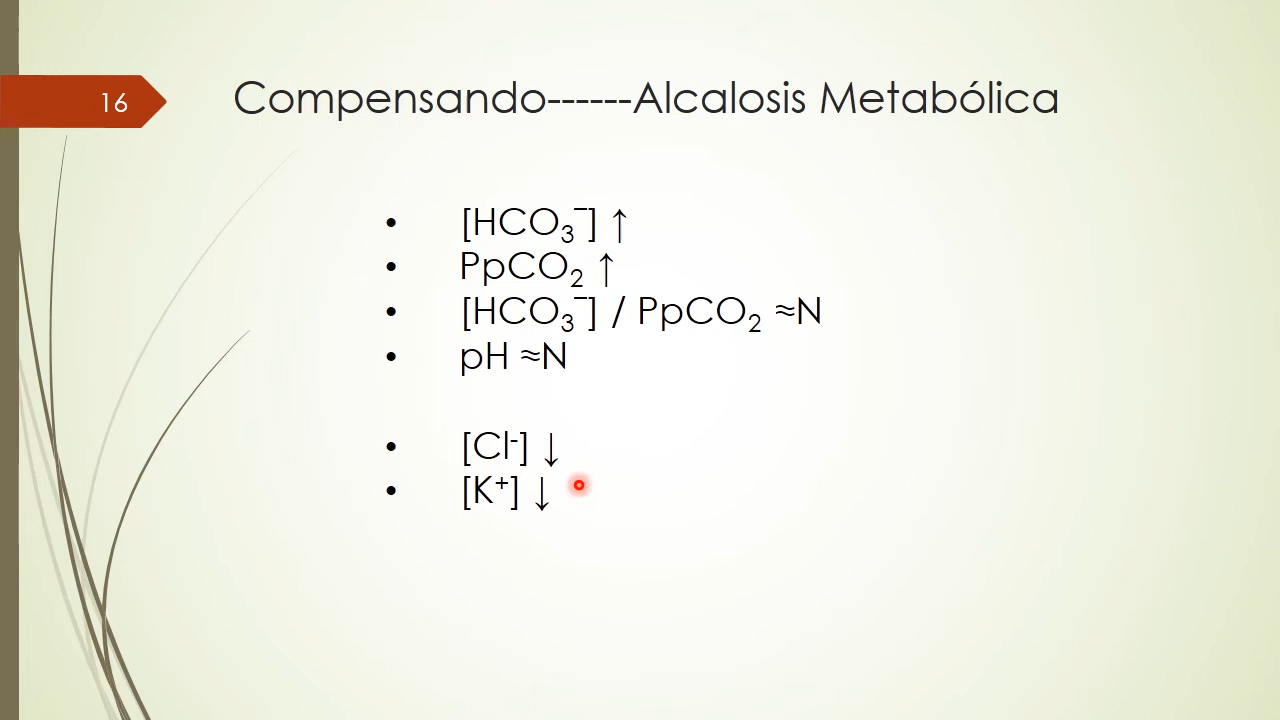 16
Compensando------Alcalosis Metabólica
• [HCO₃⁻] ↑
• PpCO₂ ↑
• [HCO₃⁻] / PpCO₂ ≈N
• pH ≈N
• [Cl⁻] ↓
• [K⁺] ↓